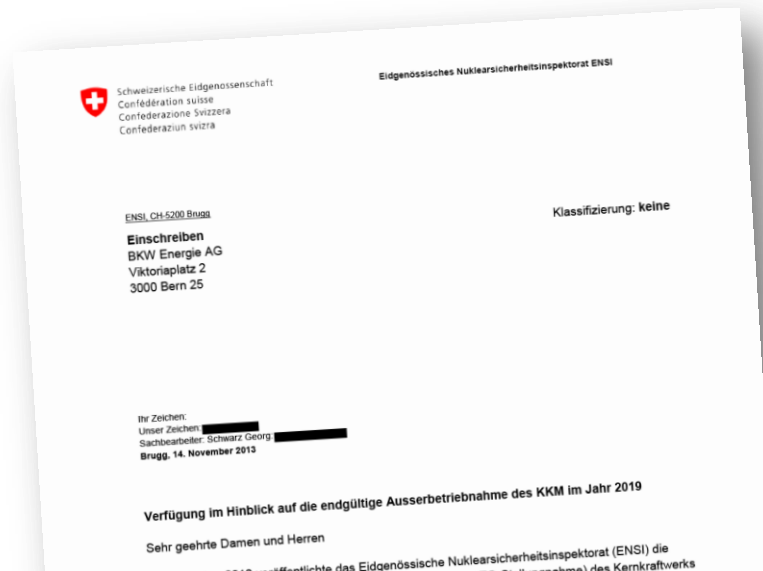 Schweizerische Eidgenossenschaft
Confédération suisse
Confederazione Svizzera
Confederaziun svizra
Eidgenössisches Nuklearsicherheitsinspektorat ENSI
ENSI, CH-5200 Brugg
Klassifizierung: keine
Einschreiben
BKW Energie AG
Viktoriaplatz 2
3000 Bern 25
Ihr Zeichen:
Unser Zeichen:
Sachbearbeiter: Schwarz Georg,
Brugg, 14. November 2013
Verfügung im Hinblick auf die endgültige Ausserbetriebnahme des KKM im Jahr 2019
Sehr geehrte Damen und Herren
veröffentlichte das Eidgenössische Nuklearsicherheitsinspektorat (ENSI) die
des Kernkraftwerks